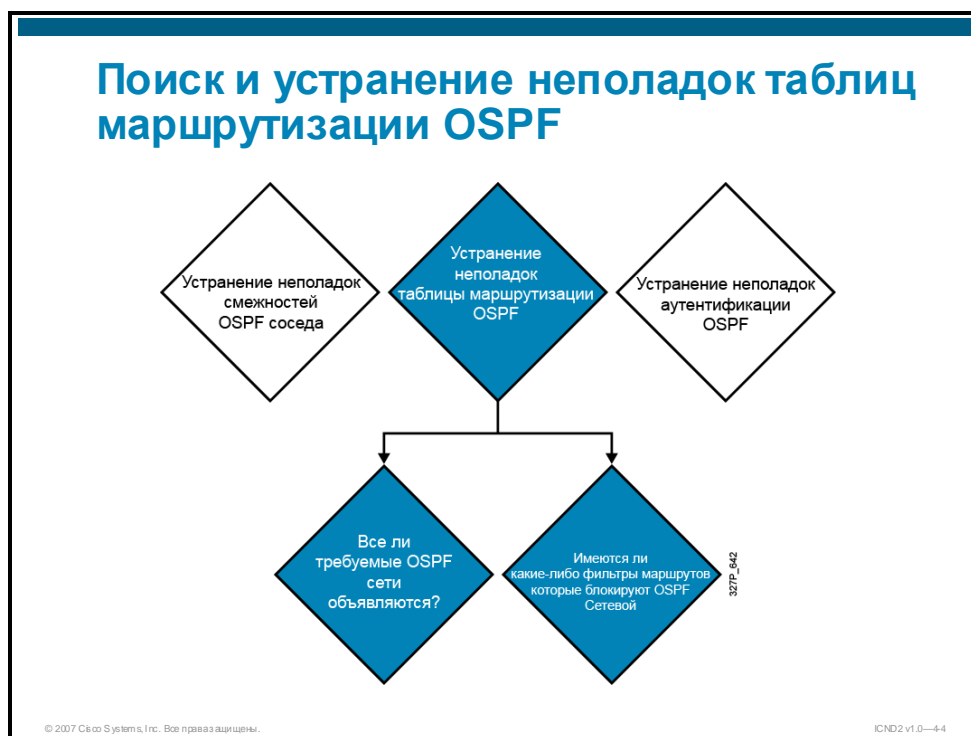 Поиск и устранение неполадок таблиц
маршрутизации OSPF
Устранение неполадок
смежностей
OSPF соседа
Устранение
неполадок
таблицы маршрутизации
OSPF
Устранение неполадок
аутентификации
OSPF
Все ли
требуемые OSPF
сети
объявляются?
Имеются ли
какие-либо фильтры маршрутов
которые блокируют OSPF
Сетевой
327P_642
© 2007 Cisco Systems, Inc. Все права защищены.
ICND2 v1.0—4-4